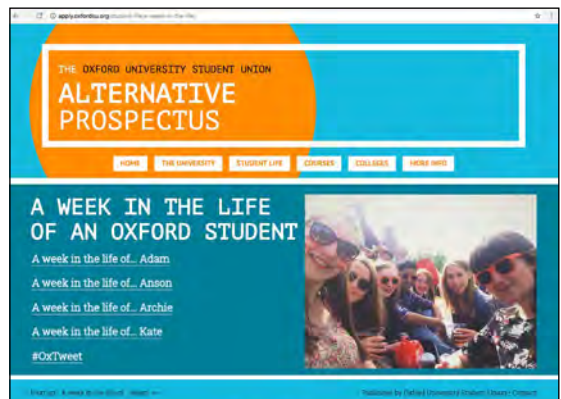 apply.oxfordsu.org/student-life/a-week-in-the-life/
THE OXFORD UNIVERSITY STUDENT UNION
ALTERNATIVE
PROSPECTUS
HOME THE UNIVERSITY STUDENT LIFE COURSES COLLEGES MORE INFO
A WEEK IN THE LIFE
OF AN OXFORD STUDENT
A week in the life of... Adam
A week in the life of... Anson
A week in the life of... Archie
A week in the life of... Kate
#OxTweet
Published by Oxford University Student Union Contact